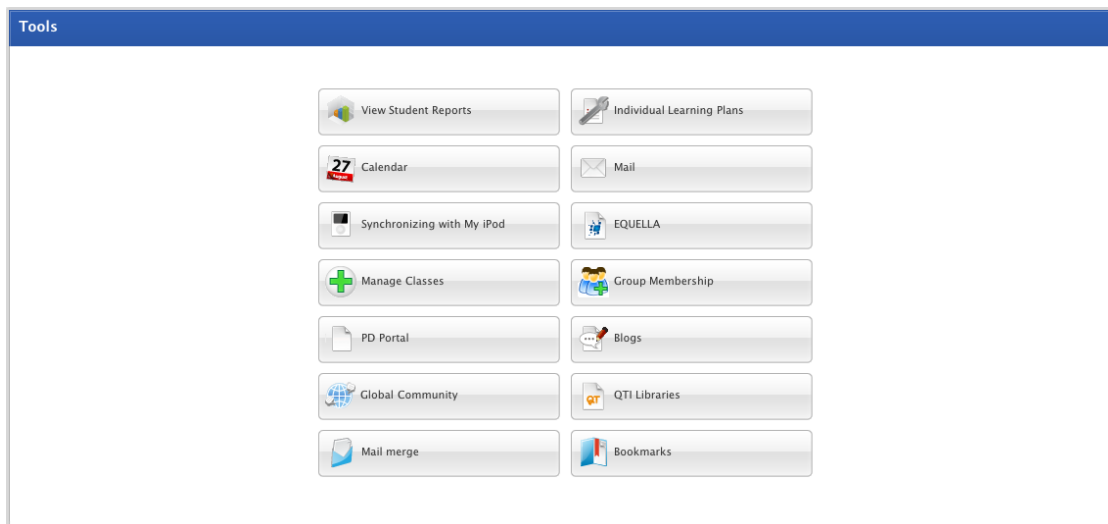 Tools
View Student Reports
Individual Learning Plans
27
August
Calendar
Mail
Synchronizing with My iPod
EQUELLA
Manage Classes
Group Membership
PD Portal
Blogs
Global Community
QT
QTI Libraries
Mail merge
Bookmarks